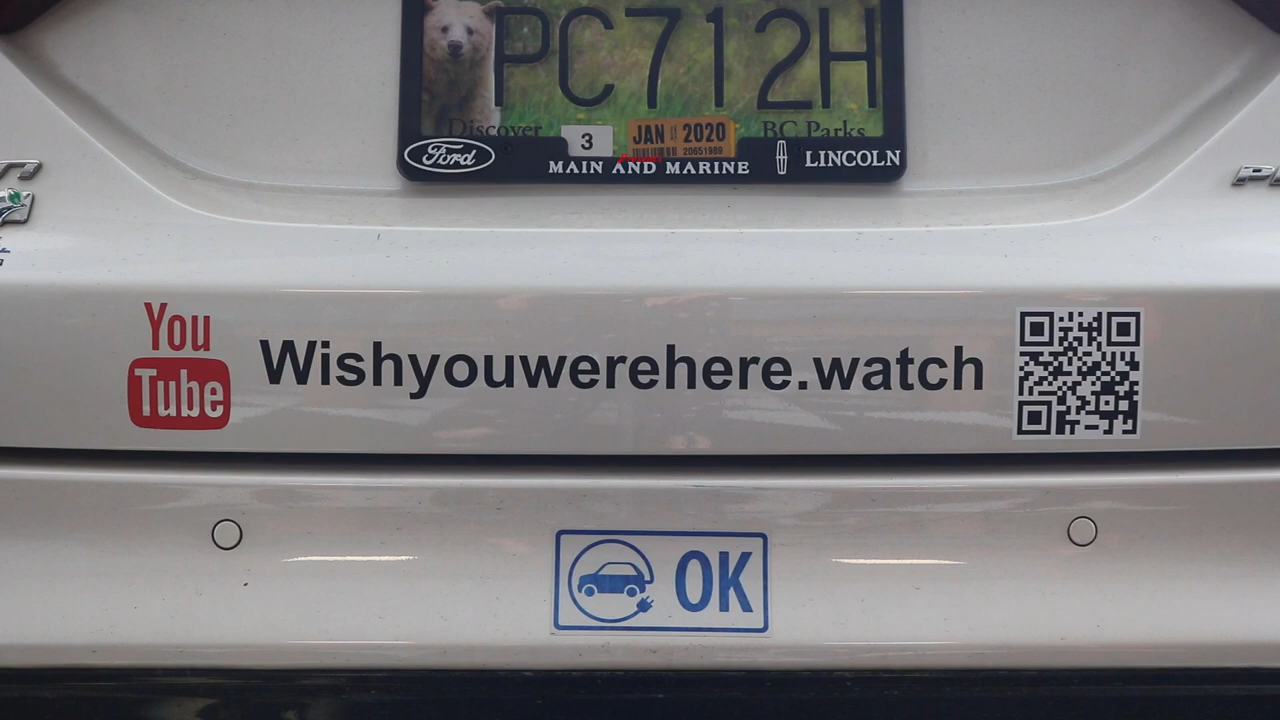 PC712H
Discover BC Parks
3 JAN 2020
20651989
Ford MAIN AND MARINE LINCOLN
You
Tube
Wishyouwerehere.watch
OK